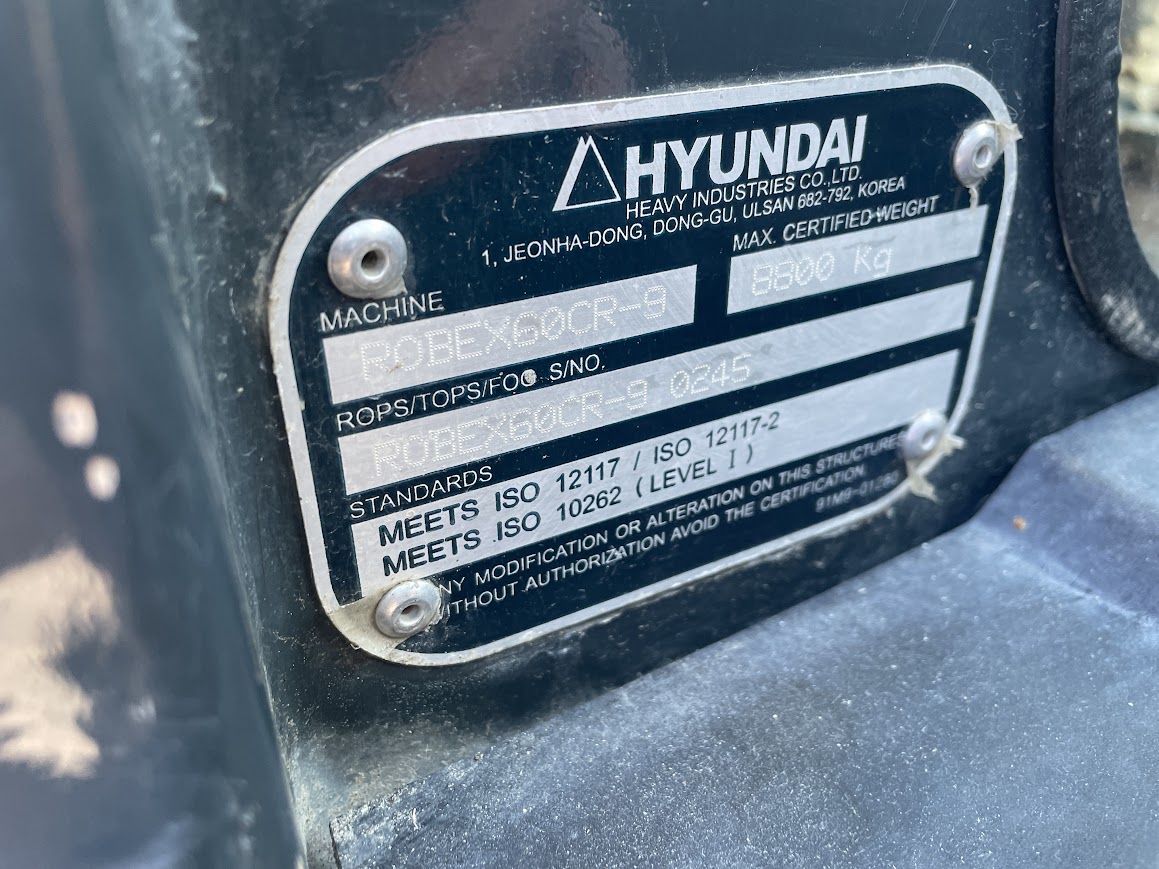 HYUNDAI
HEAVY INDUSTRIES CO.,LTD.
1, JEONHA-DONG, DONG-GU, ULSAN 682-792, KOREA
MACHINE
MAX. CERTIFIED WEIGHT
ROBEX60CR-9
8800 Kg
ROPS/TOPS/FOG S/NO.
ROBEX60CR-9 0245
STANDARDS
MEETS ISO 12117 / ISO 12117-2
MEETS ISO 10262 (LEVEL I)
NY MODIFICATION OR ALTERATION ON THIS STRUCTURES
ITHOUT AUTHORIZATION AVOID THE CERTIFICATION.